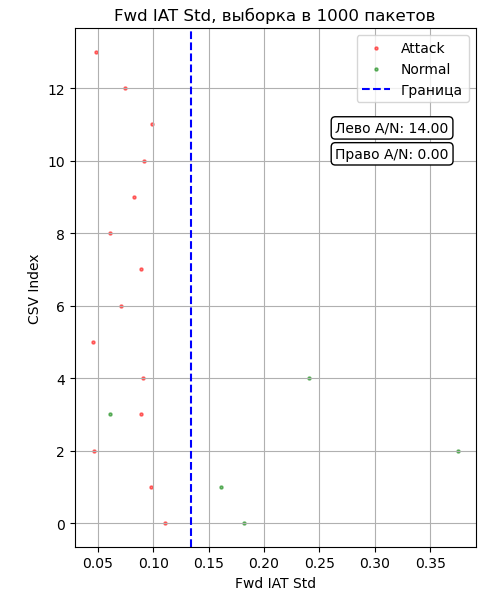 Fwd IAT Std, выборка в 1000 пакетов
Attack
Normal
Граница
Лево A/N: 14.00
Право A/N: 0.00
CSV Index
12
10
8
6
4
2
0
0.05 0.10 0.15 0.20 0.25 0.30 0.35
Fwd IAT Std